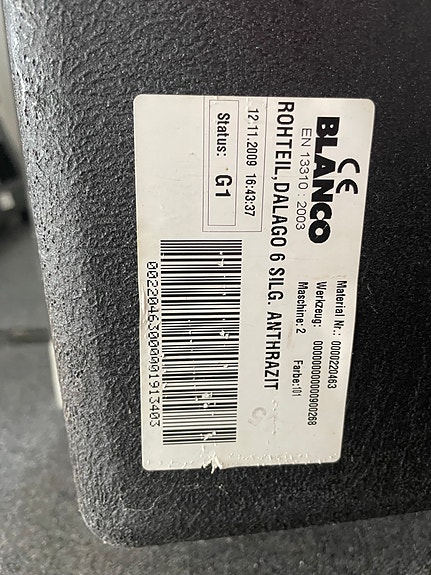 BLANCO
CE
EN 13310 : 2003
Material Nr.: 0000220463
Werkzeug: 000000000000900268
Maschine: 2 Farbe:101
ROHTEIL,DALAGO 6 SILG. ANTHRAZIT
12.11.2009 16:43:37
Status: G1
00220463000001913403